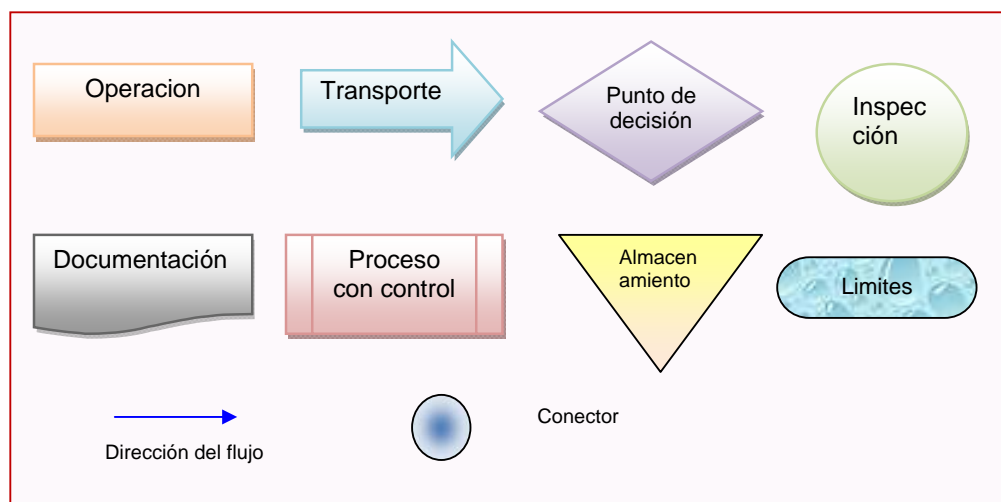 Operacion
Transporte
Punto de
decisión
Inspec
ción
Documentación
Proceso
con control
Almacen
amiento
Limites
Dirección del flujo
Conector